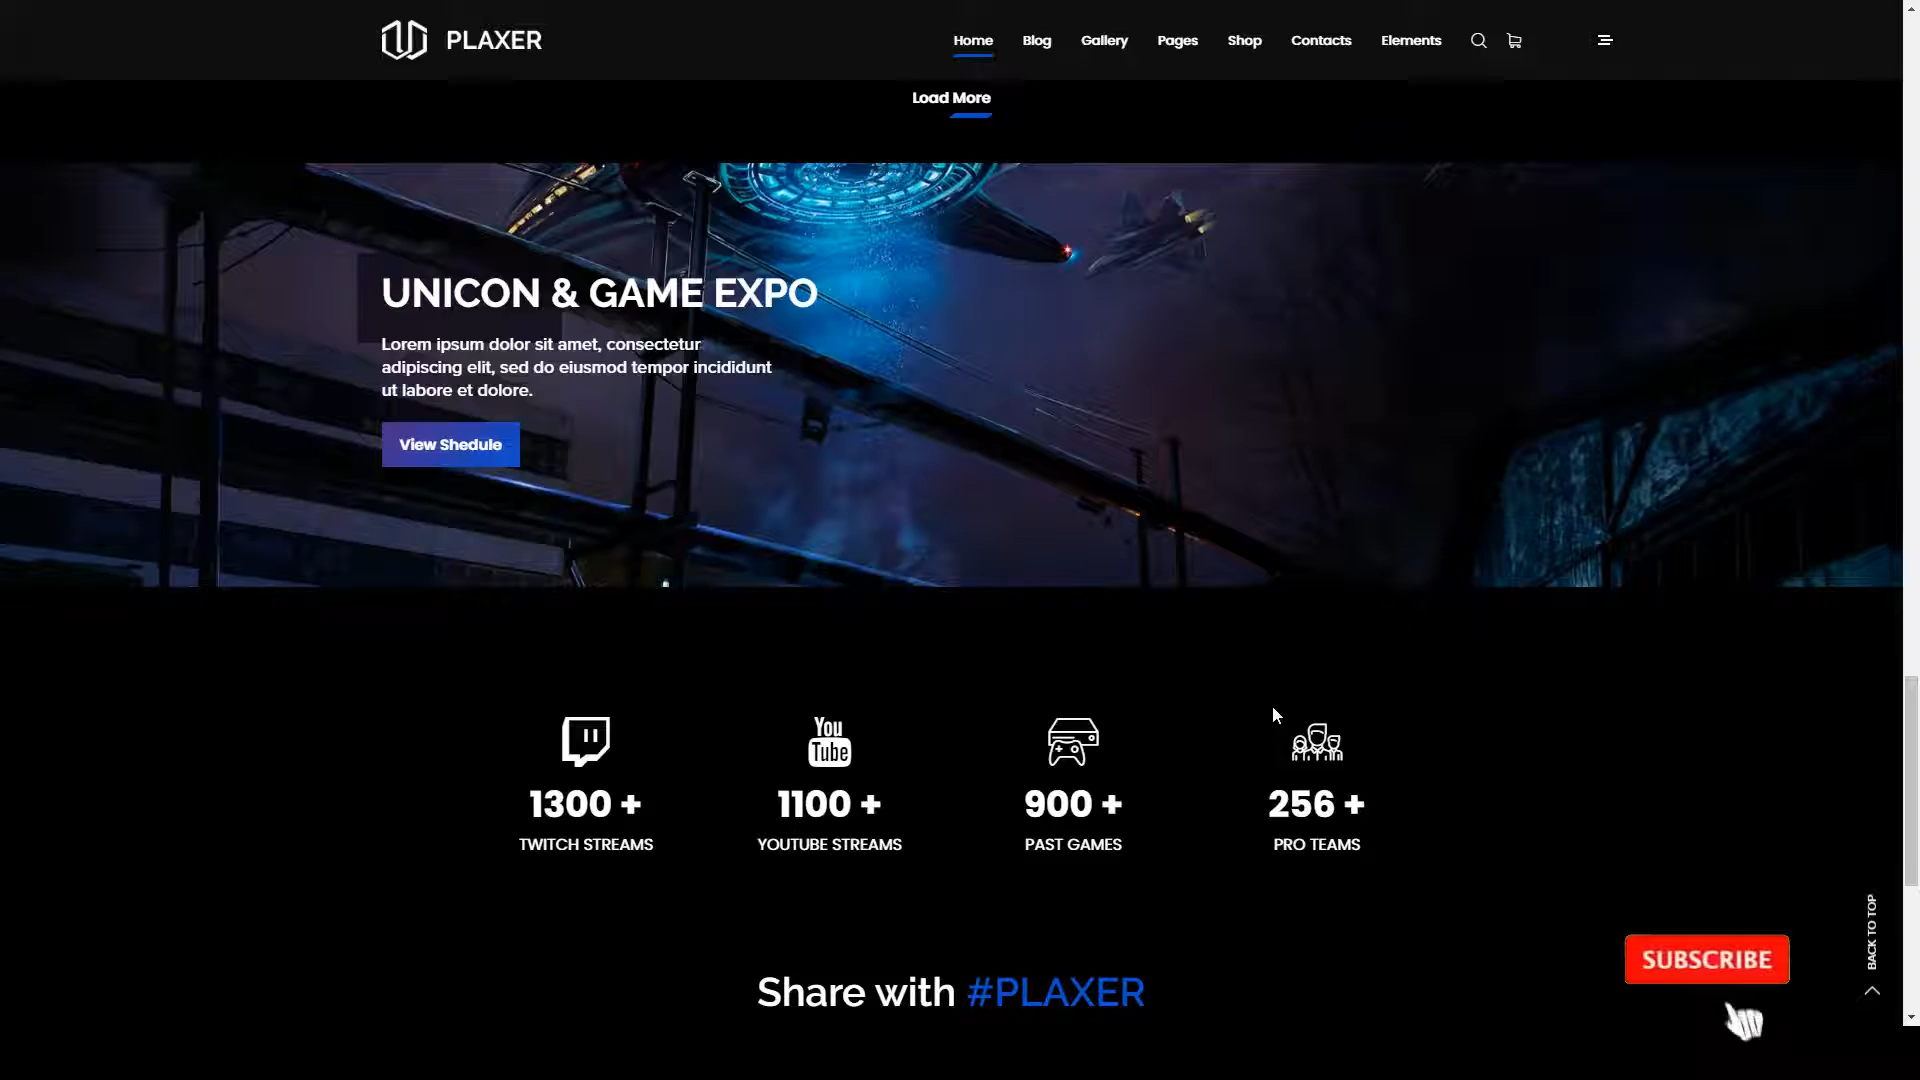 PLAXER
Home Blog Gallery Pages Shop Contacts Elements
Load More
UNICON & GAME EXPO
Lorem ipsum dolor sit amet, consectetur
adipiscing elit, sed do eiusmod tempor incididunt
ut labore et dolore.
View Shedule
You
Tube
1300 + 1100 + 900 + 256 +
TWITCH STREAMS YOUTUBE STREAMS PAST GAMES PRO TEAMS
BACK TO TOP
SUBSCRIBE
Share with #PLAXER